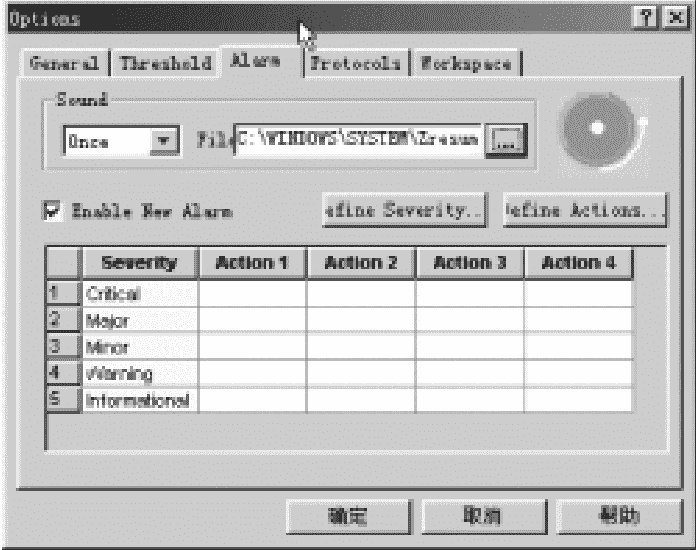 Options
General Threshold Alarm Protocols Workspace
Sound
Once File C:\WINDOWS\SYSTEM\Zresum ...
Enable New Alarm efine Severity.. efine Actions...
Severity Action 1 Action 2 Action 3 Action 4
1 Critical
2 Major
3 Minor
4 Warning
5 Informational
确定 取消 帮助